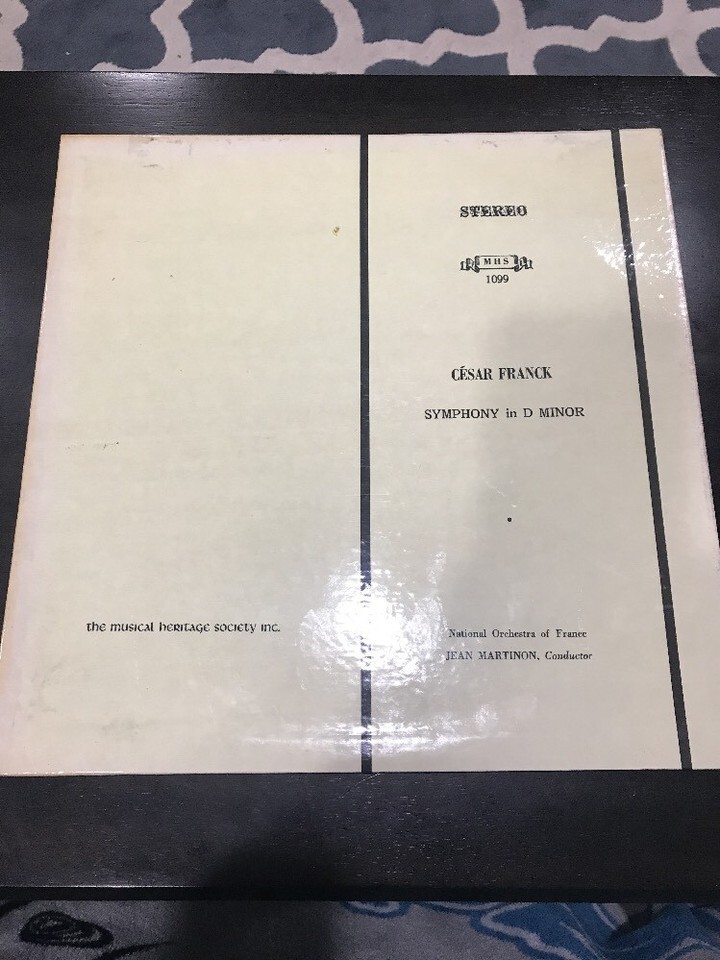 STEREO
MHS
1099
CÉSAR FRANCK
SYMPHONY in D MINOR
the musical heritage society inc.
National Orchestra of France
JEAN MARTINON, Conductor